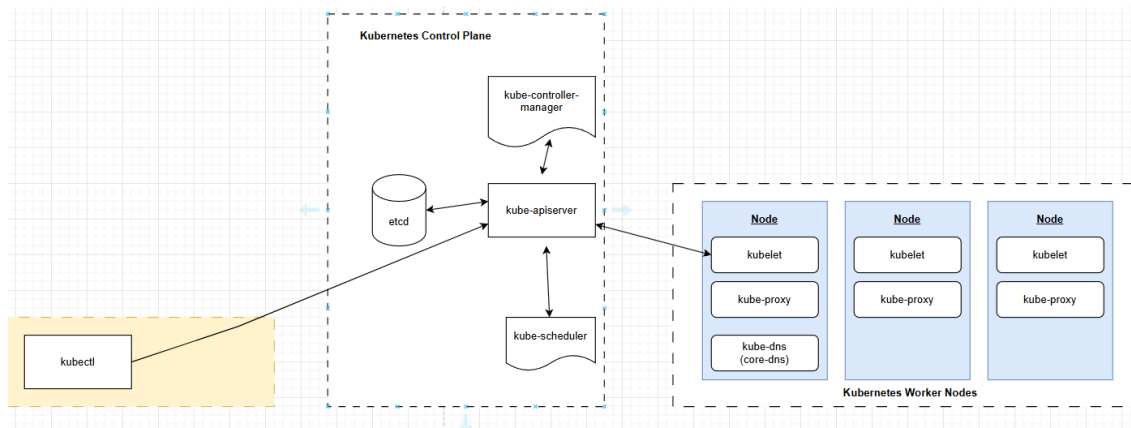 Kubernetes Control Plane
kube-controller-
manager
etcd
kube-apiserver
kube-scheduler
kubectl
Node
kubelet
kube-proxy
kube-dns
(core-dns)
Node
kubelet
kube-proxy
Node
kubelet
kube-proxy
Kubernetes Worker Nodes